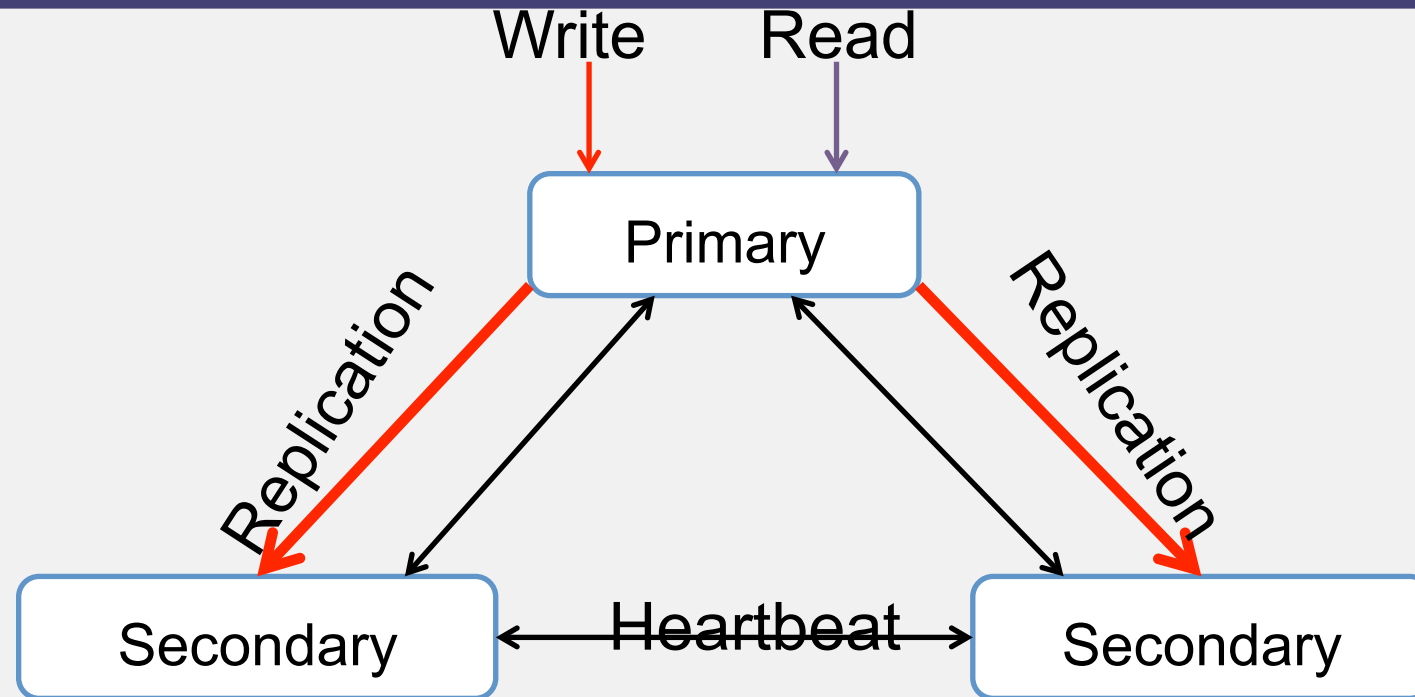 Write
Read
Primary
Replication
Replication
Secondary
Heartbeat
Secondary